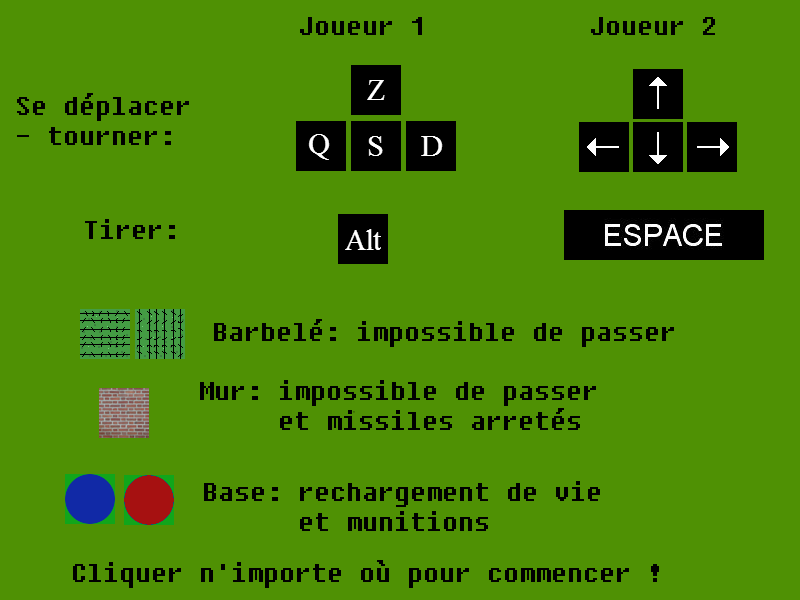 Joueur 1 Joueur 2
Z ↑
Se déplacer
- tourner:
Q S D ← ↓ →
Tirer: Alt ESPACE
Barbelé: impossible de passer
Mur: impossible de passer
et missiles arretés
Base: rechargement de vie
et munitions
Cliquer n'importe où pour commencer !